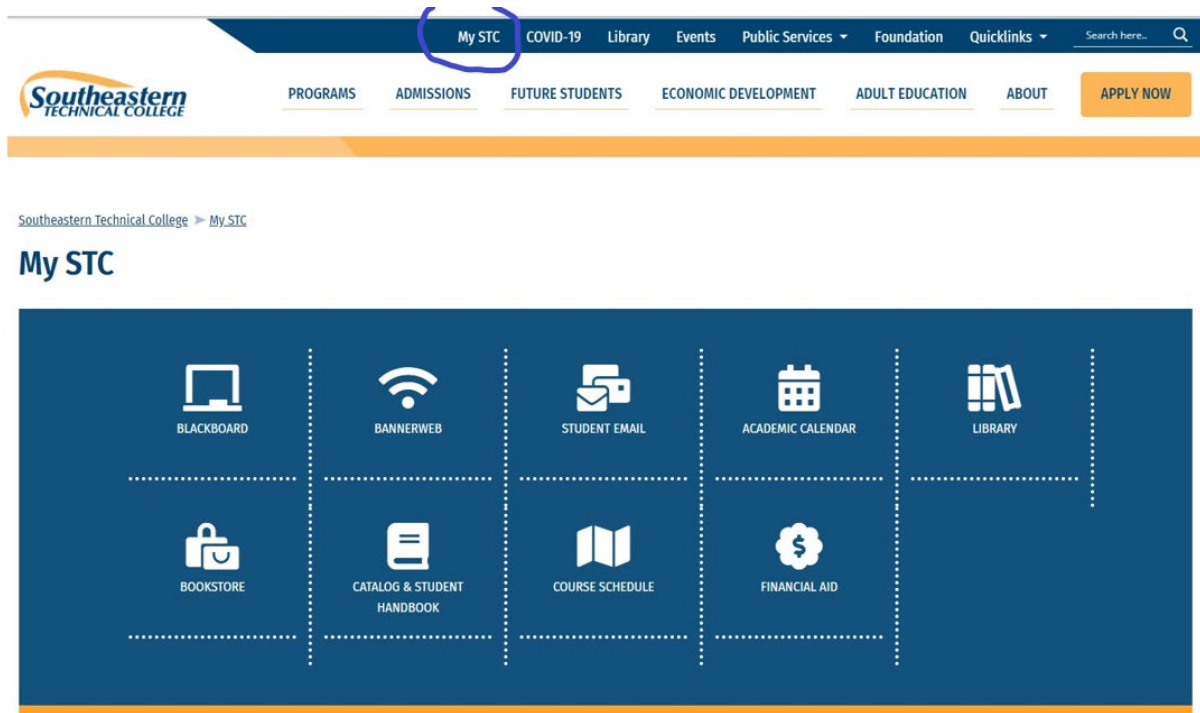 My STC COVID-19 Library Events Public Services Foundation Quicklinks Search here..
Southeastern
TECHNICAL COLLEGE
PROGRAMS ADMISSIONS FUTURE STUDENTS ECONOMIC DEVELOPMENT ADULT EDUCATION ABOUT APPLY NOW
Southeastern Technical College ➤ My STC
My STC
BLACKBOARD BANNERWEB STUDENT EMAIL ACADEMIC CALENDAR LIBRARY
BOOKSTORE CATALOG & STUDENT COURSE SCHEDULE FINANCIAL AID
HANDBOOK